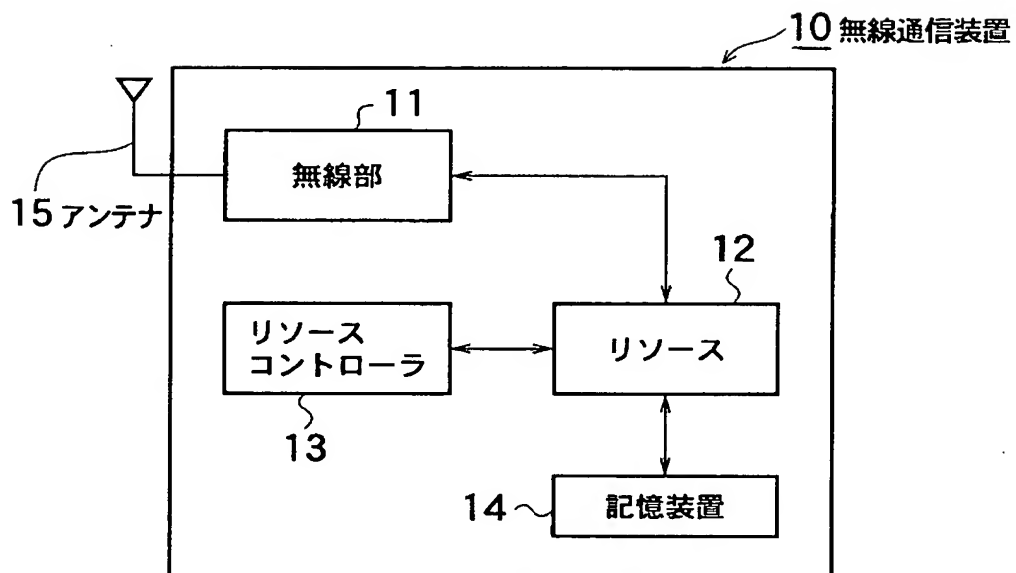 10 無線通信装置
11
無線部
15 アンテナ
12
リソース
コントローラ
リソース
13
14
記憶装置